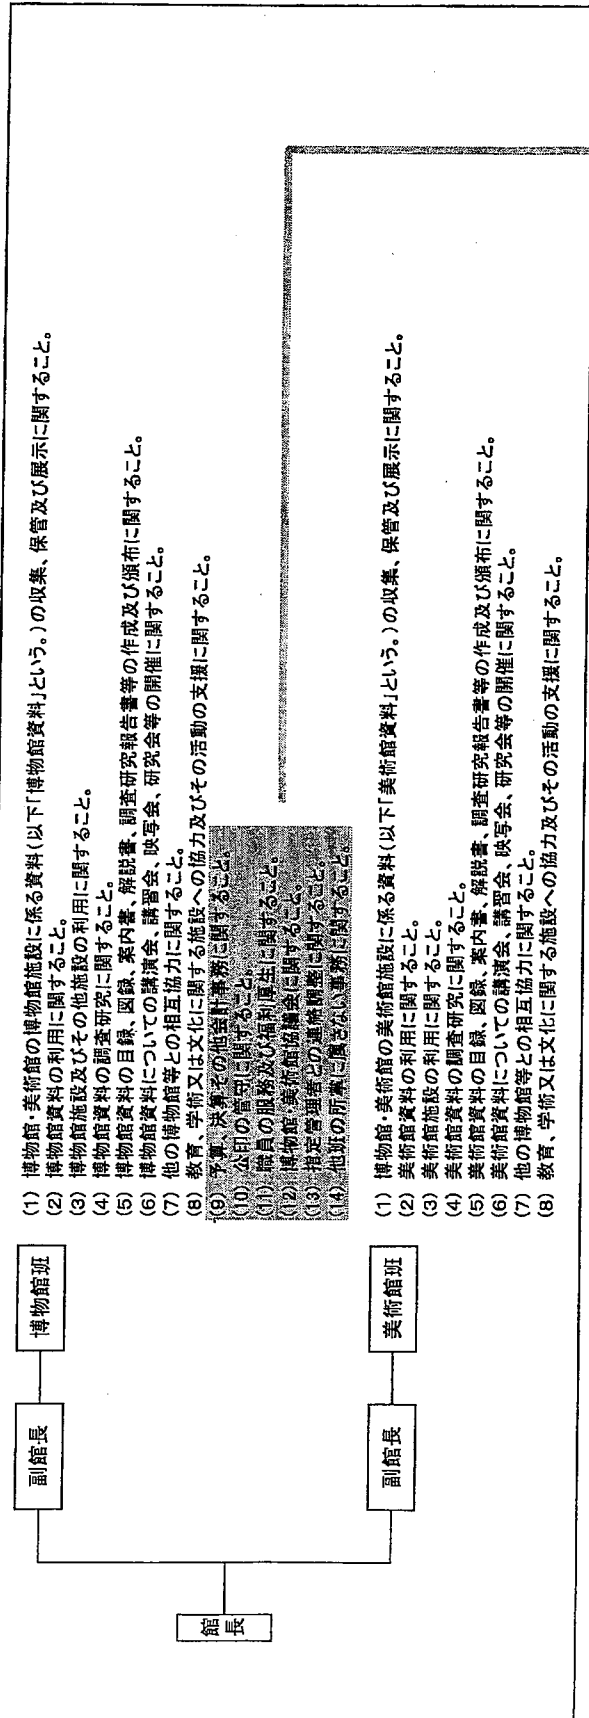 館長
副館長
博物館班
(1) 博物館・美術館の博物館施設に係る資料(以下「博物館資料」という。)の収集、保管及び展示に関すること。
(2) 博物館資料の利用に関すること。
(3) 博物館施設及びその他施設の利用に関すること。
(4) 博物館資料の調査研究に関すること。
(5) 博物館資料の目録、図録、案内書、解説書、調査研究報告書等の作成及び頒布に関すること。
(6) 博物館資料についての講演会、講習会、映写会、研究会等の開催に関すること。
(7) 他の博物館等との相互協力に関すること。
(8) 教育、学術又は文化に関する施設への協力及びその活動の支援に関すること。
(9) 予算、決算その他会計事務に関すること。
(10) 公印の管守に関すること。
(11) 職員の服務及び福利厚生に関すること。
(12) 博物館・美術館協議会に関すること。
(13) 指定管理者との連絡調整に関すること。
(14) 他班の所掌に属さない事務に関すること。
副館長
美術館班
(1) 博物館・美術館の美術館施設に係る資料(以下「美術館資料」という。)の収集、保管及び展示に関すること。
(2) 美術館資料の利用に関すること。
(3) 美術館施設の利用に関すること。
(4) 美術館資料の調査研究に関すること。
(5) 美術館資料の目録、図録、案内書、解説書、調査研究報告書等の作成及び頒布に関すること。
(6) 美術館資料についての講演会、講習会、映写会、研究会等の開催に関すること。
(7) 他の博物館等との相互協力に関すること。
(8) 教育、学術又は文化に関する施設への協力及びその活動の支援に関すること。